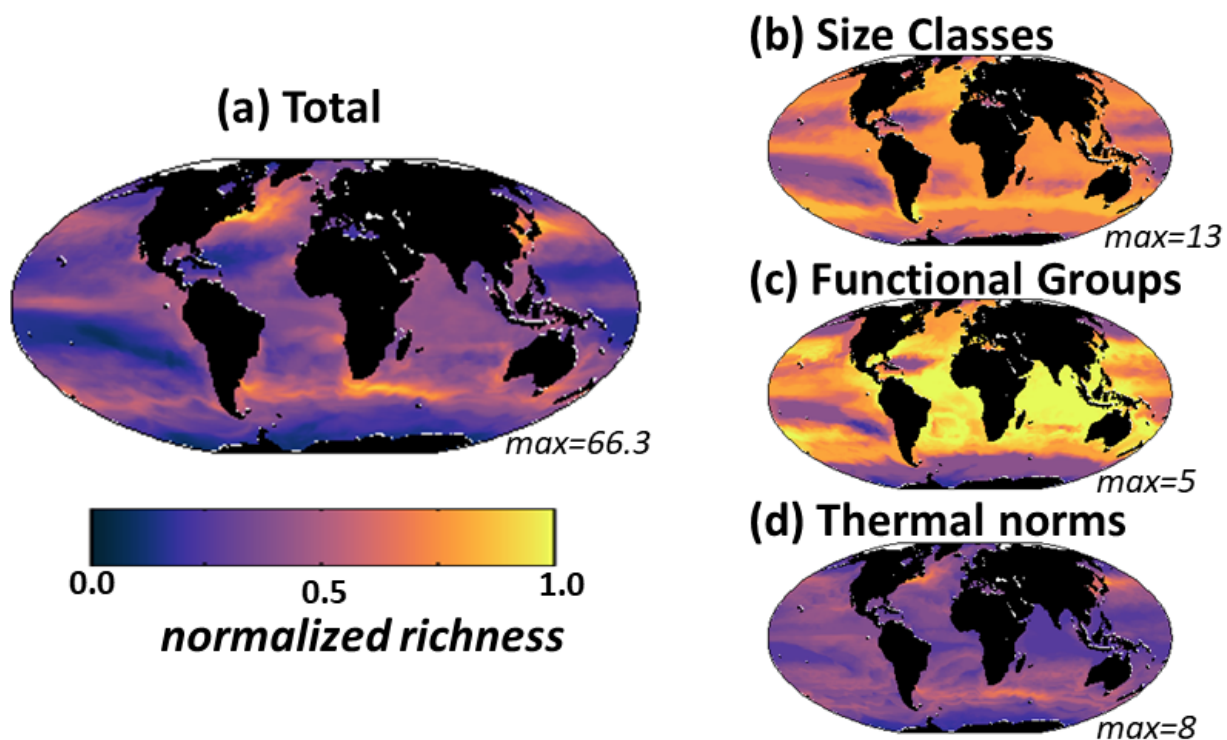 (a) Total
max=66.3
0.0
0.5
1.0
normalized richness
(b) Size Classes
max=13
(c) Functional Groups
max=5
(d) Thermal norms
max=8